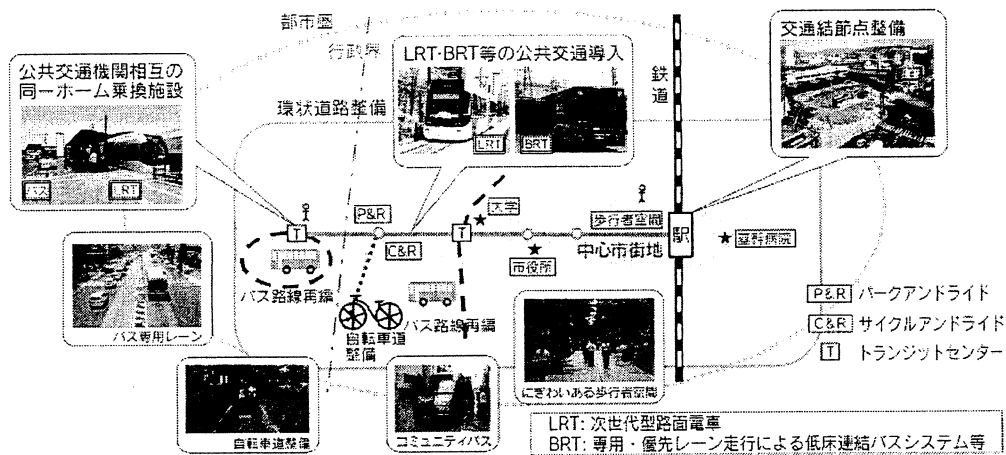 都市圏
行政界
環状道路整備
公共交通機関相互の
同一ホーム乗換施設
バス
LRT
LRT・BRT等の公共交通導入
LRT
BRT
鉄道
交通結節点整備
T
P&R
C&R
T
大学
市役所
歩行者空間
中心市街地
駅
基幹病院
バス路線再編
バス路線再編
自転車道
整備
バス専用レーン
自転車道整備
コミュニティバス
にぎわいある歩行者空間
P&R パークアンドライド
C&R サイクルアンドライド
T トランジットセンター
LRT: 次世代型路面電車
BRT: 専用・優先レーン走行による低床連結バスシステム等